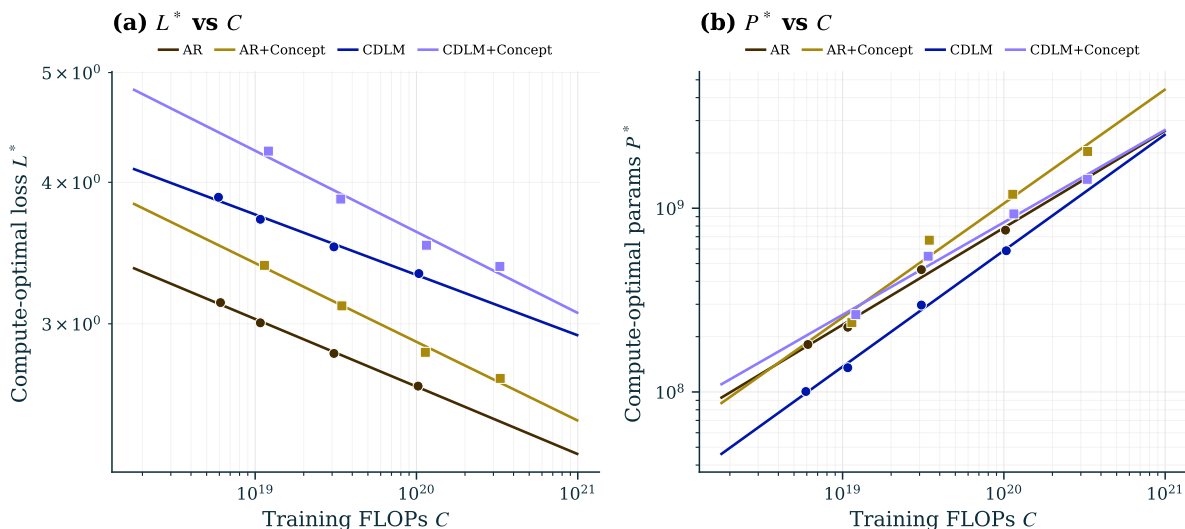 (a) L* vs C
AR AR+Concept CDLM CDLM+Concept
5 × 10⁰
4 × 10⁰
3 × 10⁰
Compute-optimal loss L*
10¹⁹ 10²⁰ 10²¹
Training FLOPs C
(b) P* vs C
AR AR+Concept CDLM CDLM+Concept
10⁹
10⁸
Compute-optimal params P*
10¹⁹ 10²⁰ 10²¹
Training FLOPs C